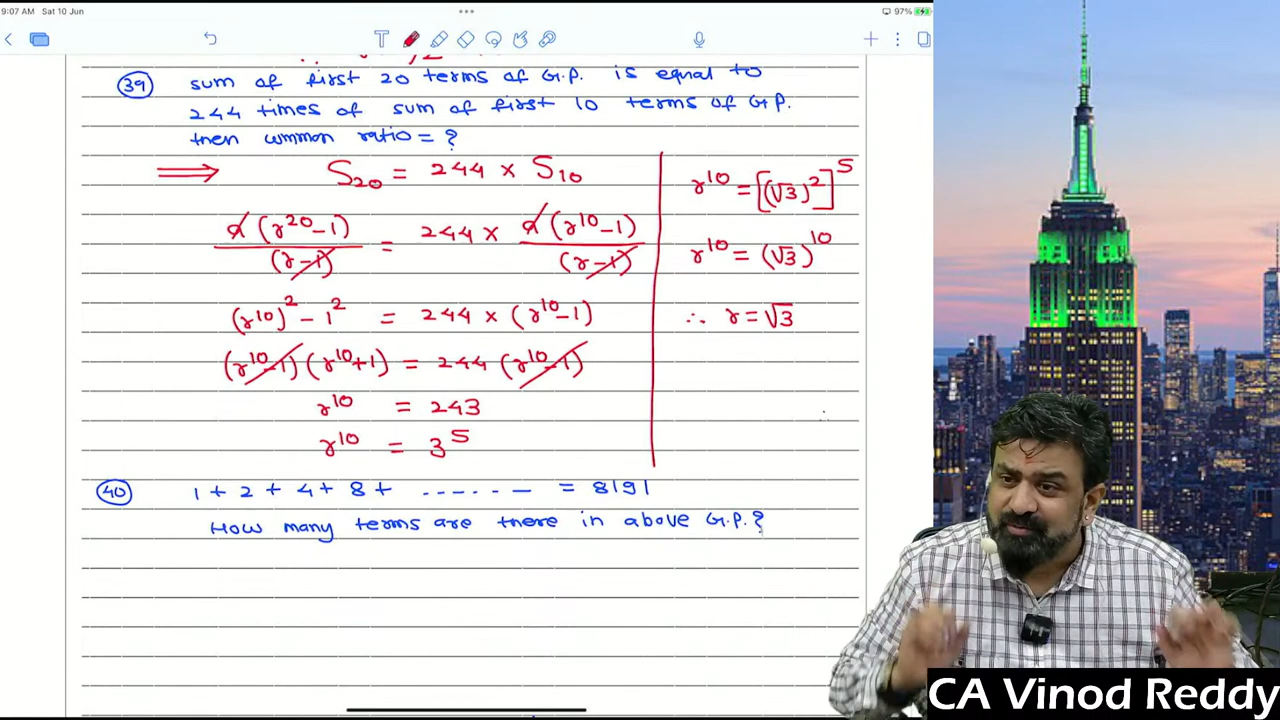 9:07 AM Sat 10 Jun
97%
39 sum of first 20 terms of G.P. is equal to
244 times of sum of first 10 terms of G.P.
then common ratio = ?
⟹ S₂₀ = 244 × S₁₀
a(r²⁰-1)/(r-1) = 244 × a(r¹⁰-1)/(r-1)
(r¹⁰)² - 1² = 244 × (r¹⁰-1)
(r¹⁰-1)(r¹⁰+1) = 244 (r¹⁰-1)
r¹⁰ = 243
r¹⁰ = 3⁵
r¹⁰ = [(√3)²]⁵
r¹⁰ = (√3)¹⁰
∴ r = √3
40 1 + 2 + 4 + 8 + ....... = 8191
How many terms are there in above G.P.?
CA Vinod Reddy